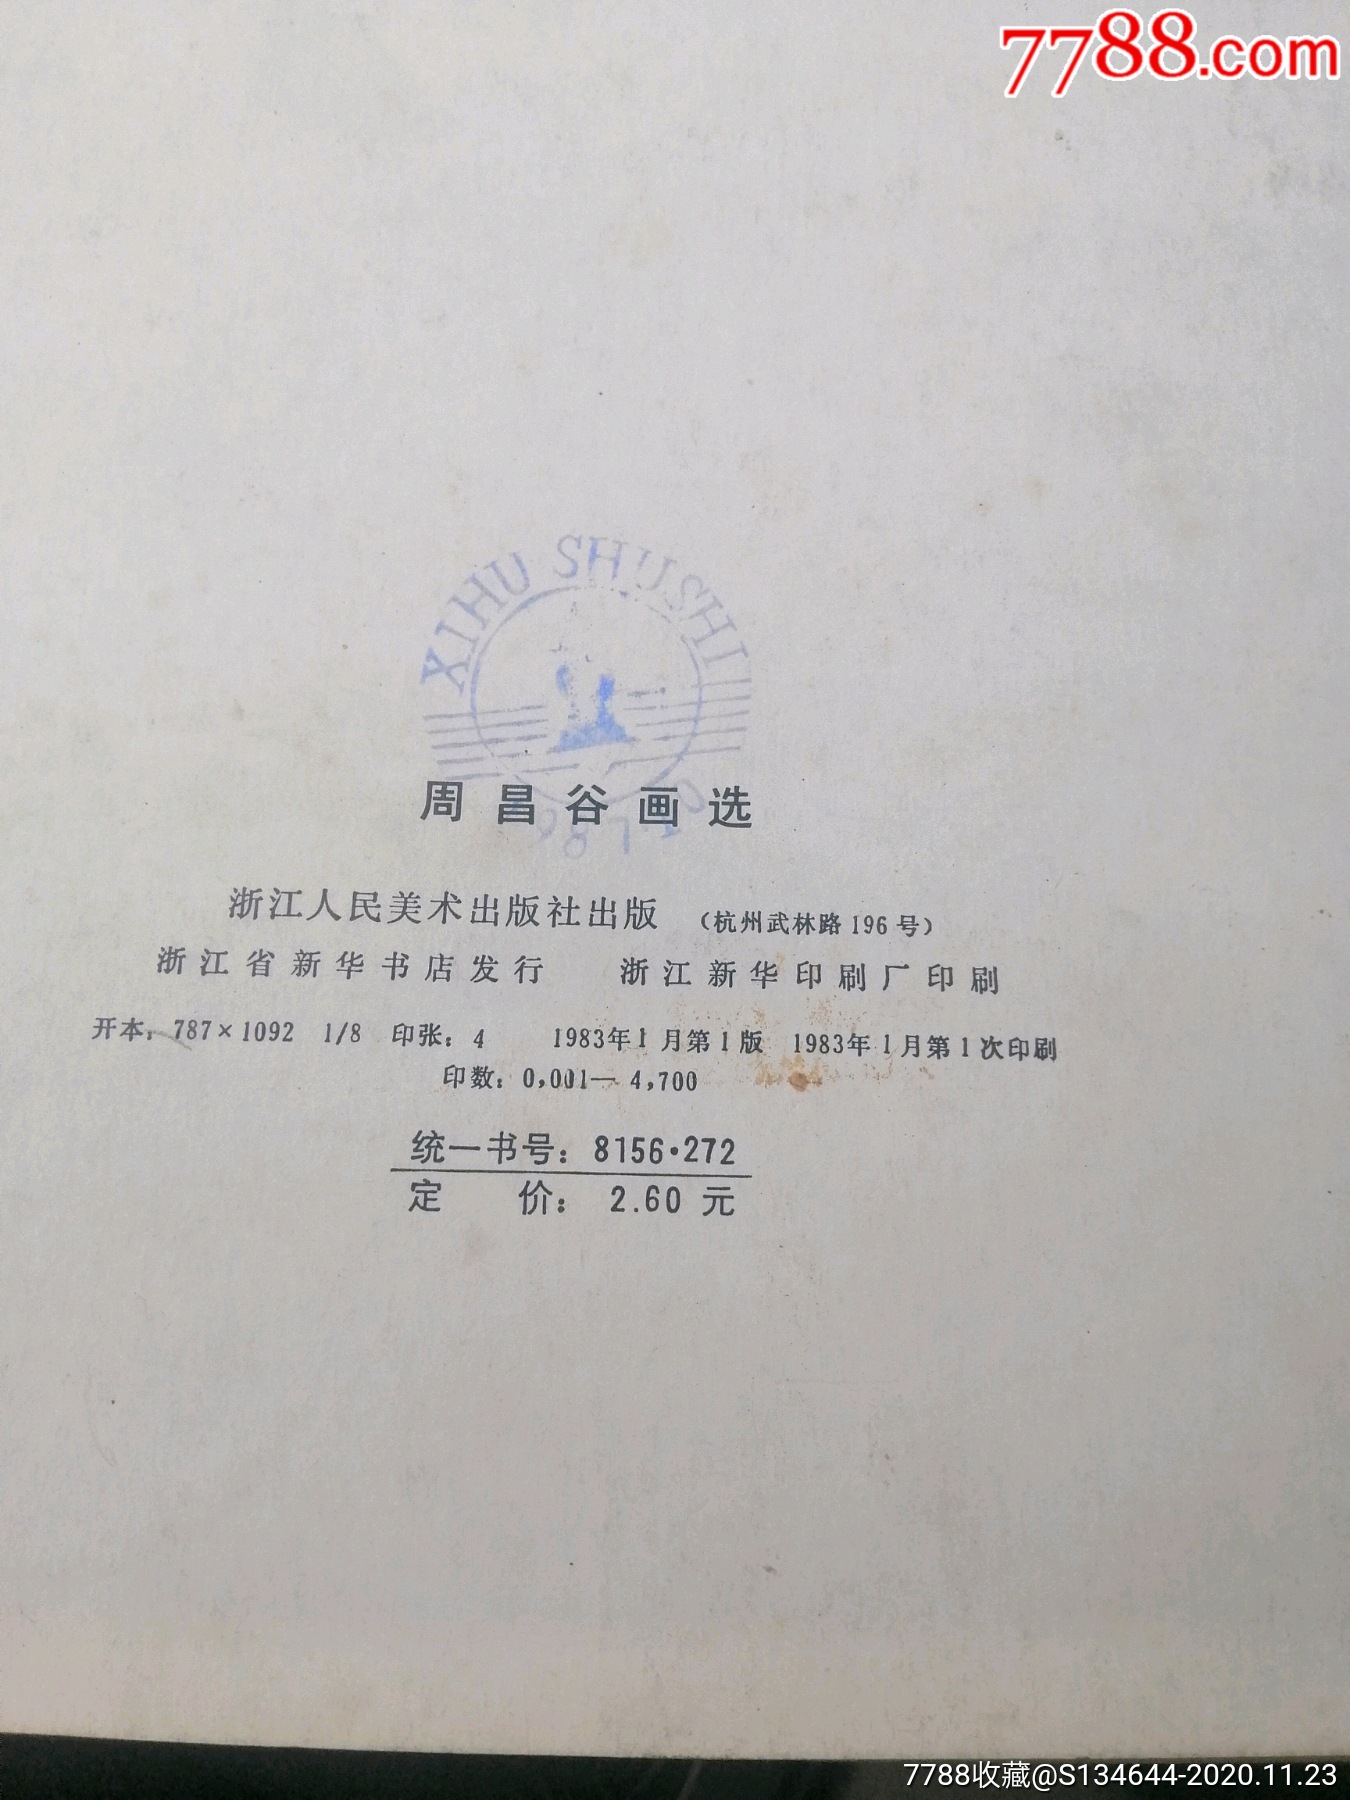 7788.com
XIHU SHUSHI
周昌谷画选
浙江人民美术出版社出版 （杭州武林路196号）
浙江省新华书店发行 浙江新华印刷厂印刷
开本：787×1092 1/8 印张：4 1983年1月第1版 1983年1月第1次印刷
印数：0,001—4,700
统一书号：8156·272
定 价：2.60 元
7788收藏@S134644-2020.11.23